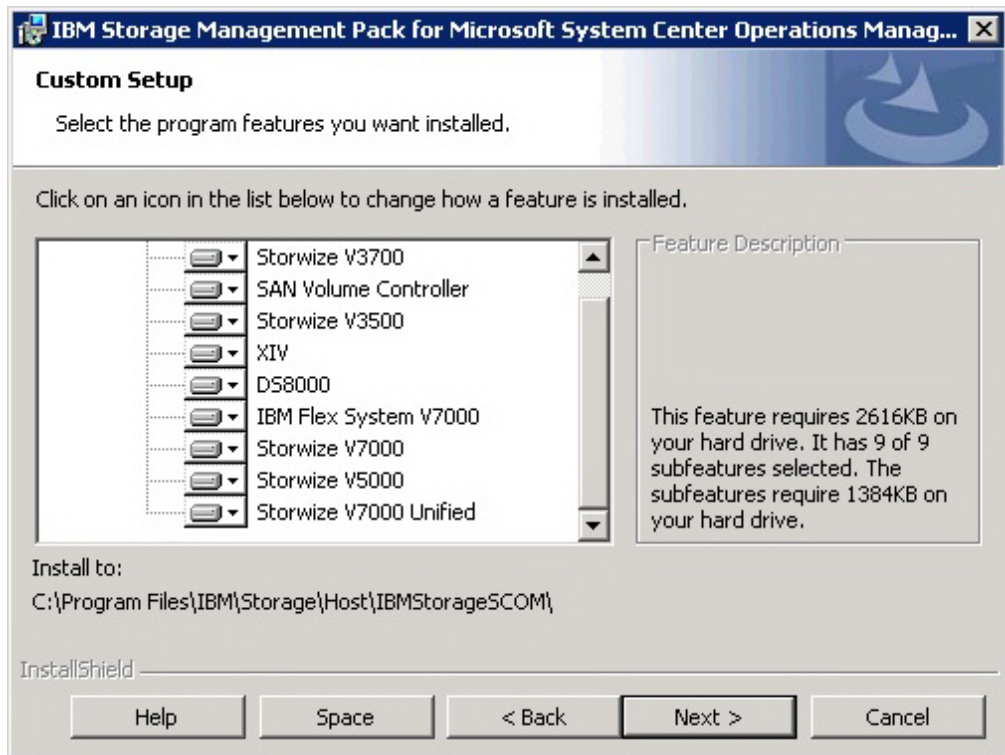 IBM Storage Management Pack for Microsoft System Center Operations Manag...
Custom Setup
Select the program features you want installed.
Click on an icon in the list below to change how a feature is installed.
Storwize V3700
SAN Volume Controller
Storwize V3500
XIV
DS8000
IBM Flex System V7000
Storwize V7000
Storwize V5000
Storwize V7000 Unified
Feature Description
This feature requires 2616KB on
your hard drive. It has 9 of 9
subfeatures selected. The
subfeatures require 1384KB on
your hard drive.
Install to:
C:\Program Files\IBM\Storage\Host\IBMStorageSCOM\
InstallShield
Help
Space
< Back
Next >
Cancel